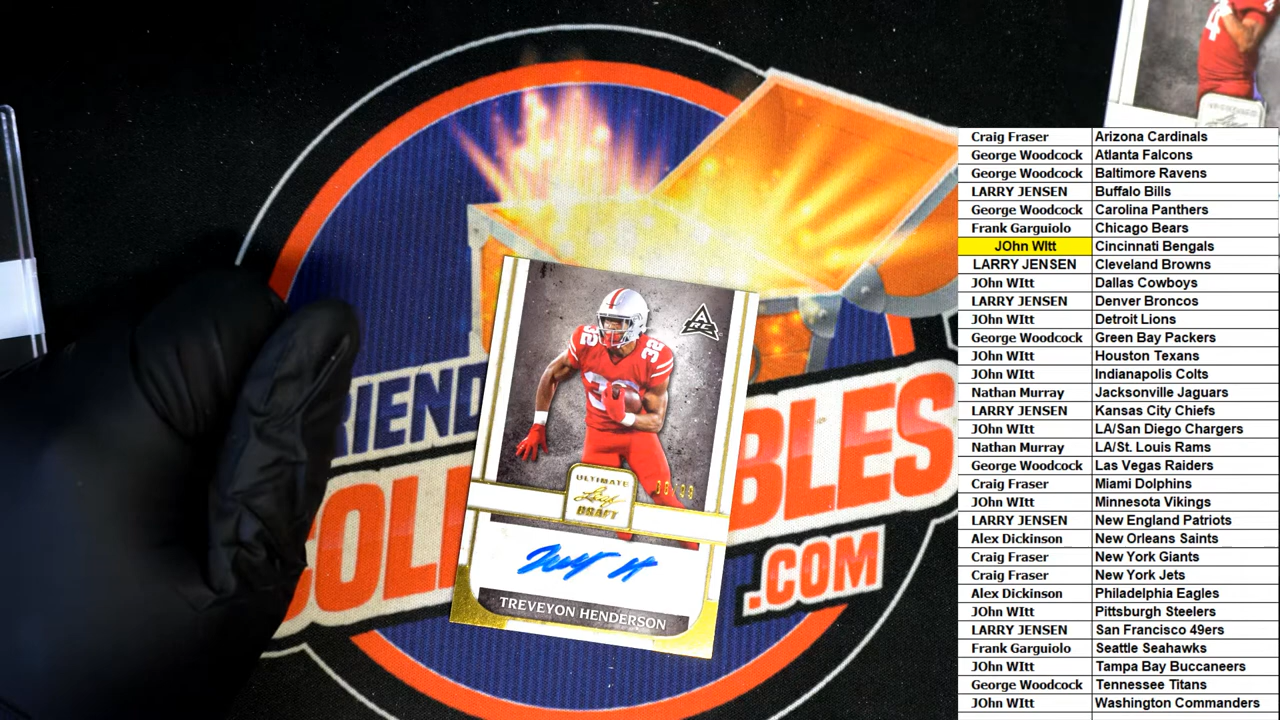 Craig Fraser Arizona Cardinals
George Woodcock Atlanta Falcons
George Woodcock Baltimore Ravens
LARRY JENSEN Buffalo Bills
George Woodcock Carolina Panthers
Frank Garguiolo Chicago Bears
JOhn WItt Cincinnati Bengals
LARRY JENSEN Cleveland Browns
JOhn WItt Dallas Cowboys
LARRY JENSEN Denver Broncos
JOhn WItt Detroit Lions
George Woodcock Green Bay Packers
JOhn WItt Houston Texans
JOhn WItt Indianapolis Colts
Nathan Murray Jacksonville Jaguars
LARRY JENSEN Kansas City Chiefs
JOhn WItt LA/San Diego Chargers
Nathan Murray LA/St. Louis Rams
George Woodcock Las Vegas Raiders
Craig Fraser Miami Dolphins
JOhn WItt Minnesota Vikings
LARRY JENSEN New England Patriots
Alex Dickinson New Orleans Saints
Craig Fraser New York Giants
Craig Fraser New York Jets
Alex Dickinson Philadelphia Eagles
JOhn WItt Pittsburgh Steelers
LARRY JENSEN San Francisco 49ers
Frank Garguiolo Seattle Seahawks
JOhn WItt Tampa Bay Buccaneers
George Woodcock Tennessee Titans
JOhn WItt Washington Commanders
ARC
32
32
32
ULTIMATE
Leaf
DRAFT
TREVEYON HENDERSON
.COM
4